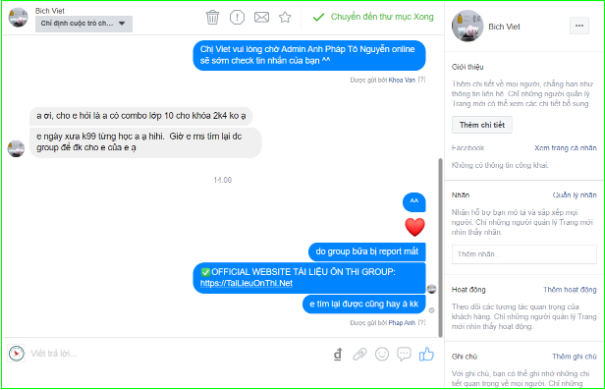 Bich Viet
Chỉ định cuộc trò ch...
Chuyển đến thư mục Xong
Chị Viet vui lòng chờ Admin Anh Pháp Tô Nguyễn online
sẽ sớm check tin nhắn của bạn ^^
Được gửi bởi Khoa Van [?]
a ơi, cho e hỏi là a có combo lớp 10 cho khóa 2k4 ko ạ
e ngày xưa k99 từng học a ạ hihi. Giờ e ms tìm lại dc
group để đk cho e của e ạ
14:08
^^
do group bữa bị report mất
✅OFFICIAL WEBSITE TÀI LIỆU ÔN THI GROUP:
https://TaiLieuOnThi.Net
e tìm lại được cũng hay á kk
Được gửi bởi Phap Anh [?]
Viết trả lời...
đ
Bich Viet
Giới thiệu
Thêm chi tiết về mọi người, chẳng hạn như
thông tin liên hệ. Chỉ những người quản lý
Trang mới có thể xem các chi tiết bổ sung
Thêm chi tiết
Facebook
Xem trang cá nhân
Không có thông tin công khai.
Nhãn
Quản lý nhãn
Nhãn hỗ trợ bạn mô tả và sắp xếp mọi
người. Chỉ những người quản lý Trang mới
nhìn thấy nhãn.
Thêm nhãn
Hoạt động
Thêm hoạt động
Theo dõi các tương tác quan trọng của
khách hàng. Chỉ những người quản lý Trang
mới nhìn thấy hoạt động.
Ghi chú
Thêm ghi chú
Với ghi chú, bạn có thể ghi nhớ những chi
tiết quan trọng về mọi người. Chỉ những